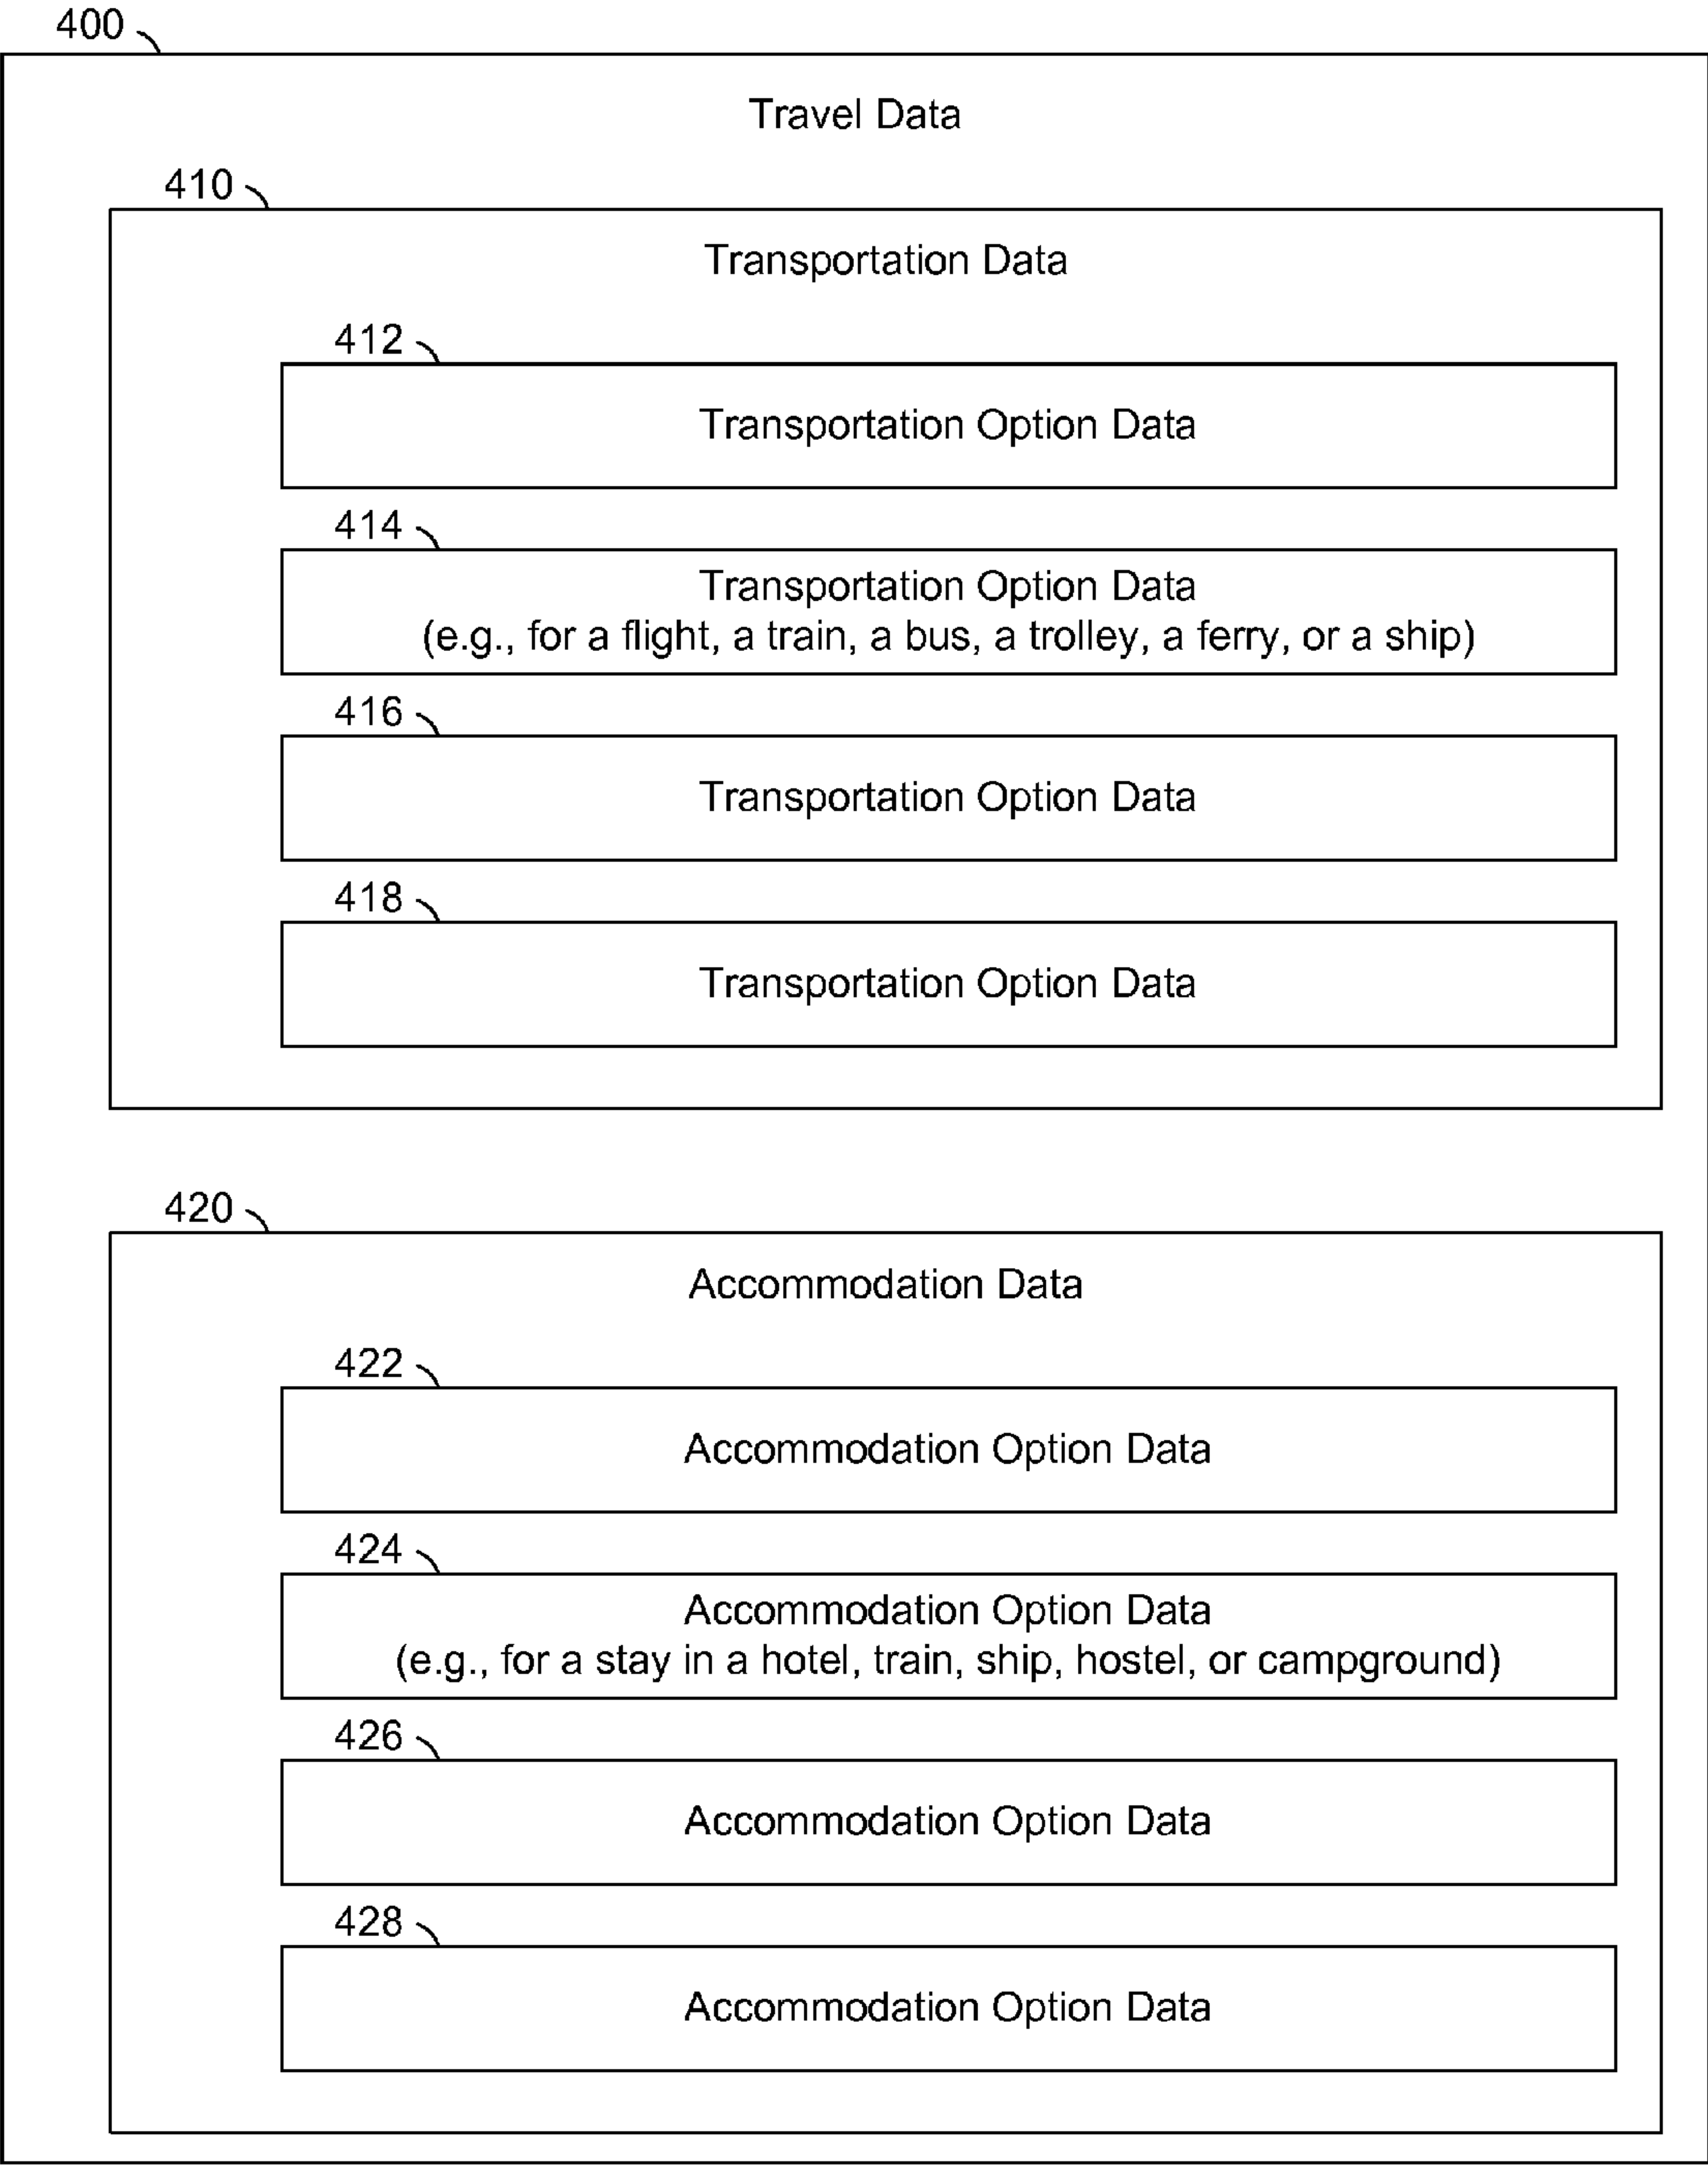 400
Travel Data
410
Transportation Data
412
Transportation Option Data
414
Transportation Option Data
(e.g., for a flight, a train, a bus, a trolley, a ferry, or a ship)
416
Transportation Option Data
418
Transportation Option Data
420
Accommodation Data
422
Accommodation Option Data
424
Accommodation Option Data
(e.g., for a stay in a hotel, train, ship, hostel, or campground)
426
Accommodation Option Data
428
Accommodation Option Data